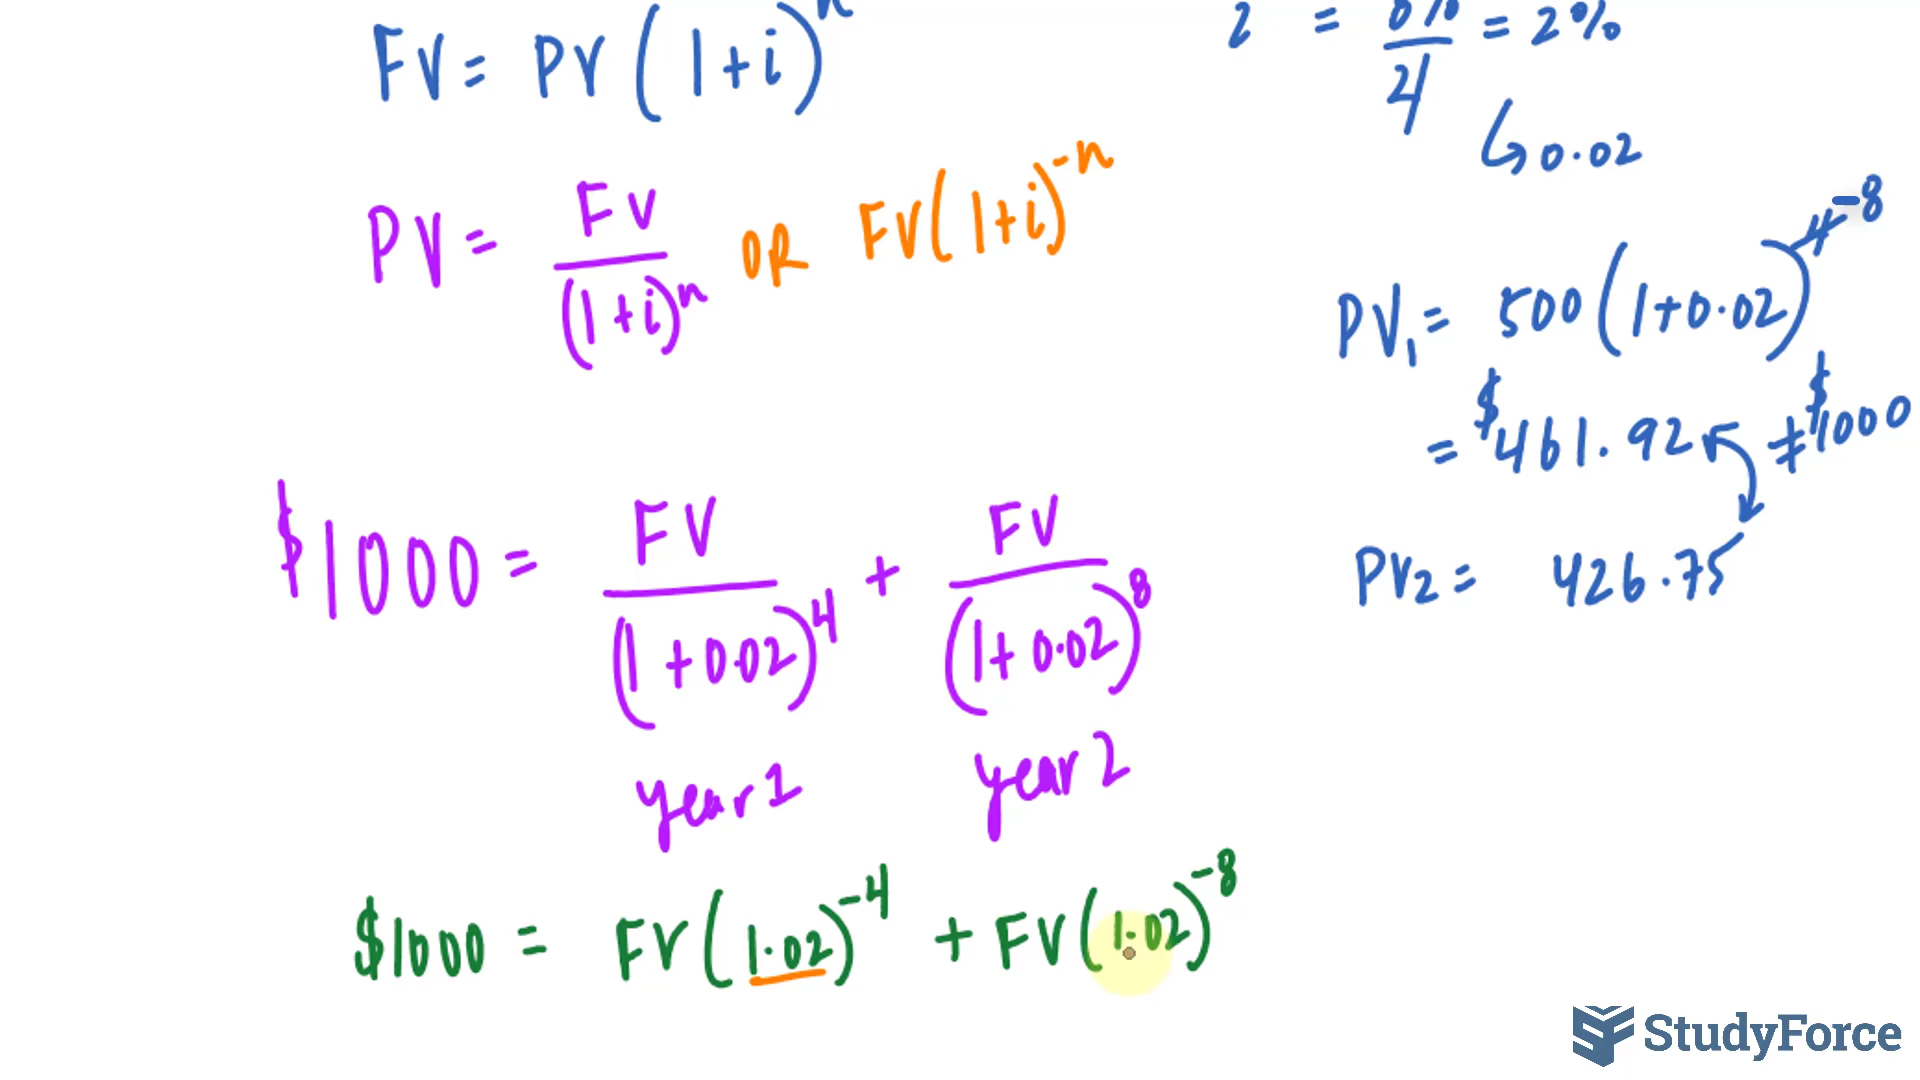 FV = PV(1+i)^n
PV = FV/(1+i)^n OR FV(1+i)^-n
$1000 = FV/(1+0.02)^4 + FV/(1+0.02)^8
year 1 year 2
$1000 = FV(1.02)^-4 + FV(1.02)^-8
= 8%/4 = 2%
0.02
PV1 = 500(1+0.02)^-8
= $461.92 ≠ $1000
PV2 = 426.75
StudyForce